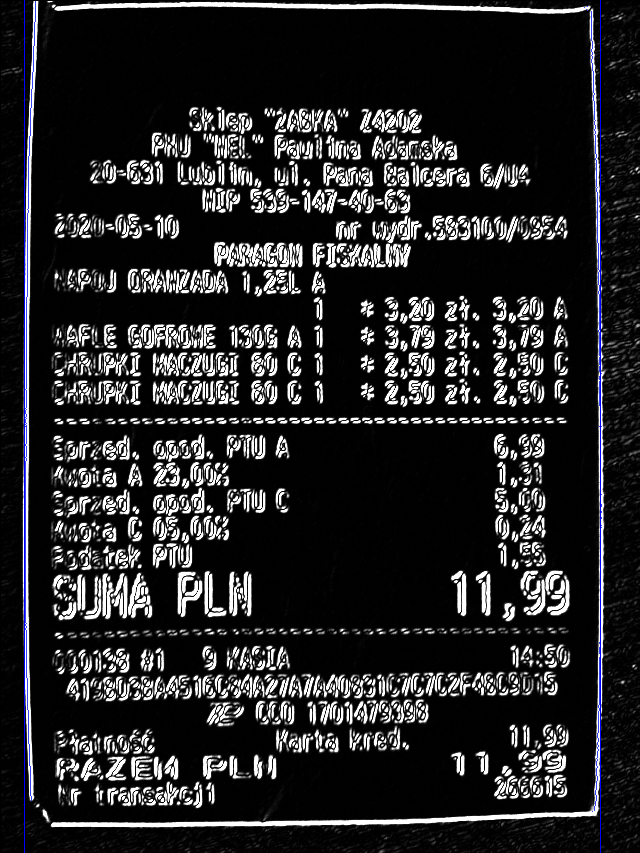 Sklep "ZABKA" Z4202
PHU "MEL" Paulina Adamska
20-631 Lublin, ul. Pana Balcera 6/U4
NIP 539-147-40-63
2020-05-10 nr wydr.583100/0954
PARAGON FISKALNY
NAPOJ ORANZADA 1,25L A
1 * 3,20 zł. 3,20 A
WAFLE GOFROWE 130G A 1 * 3,79 zł. 3,79 A
CHRUPKI MACZUGI 60 C 1 * 2,50 zł. 2,50 C
CHRUPKI MACZUGI 60 C 1 * 2,50 zł. 2,50 C
Sprzed. opod. PTU A 6,99
Kwota A 23,00% 1,31
Sprzed. opod. PTU C 5,00
Kwota C 05,00% 0,24
Podatek PTU 1,55
SUMA PLN 11,99
000138 #1 9 KASIA 14:50
CCO 1701479398
Płatność Karta kred. 11,99
RAZEM PLN 11,99
Nr transakcji 266615